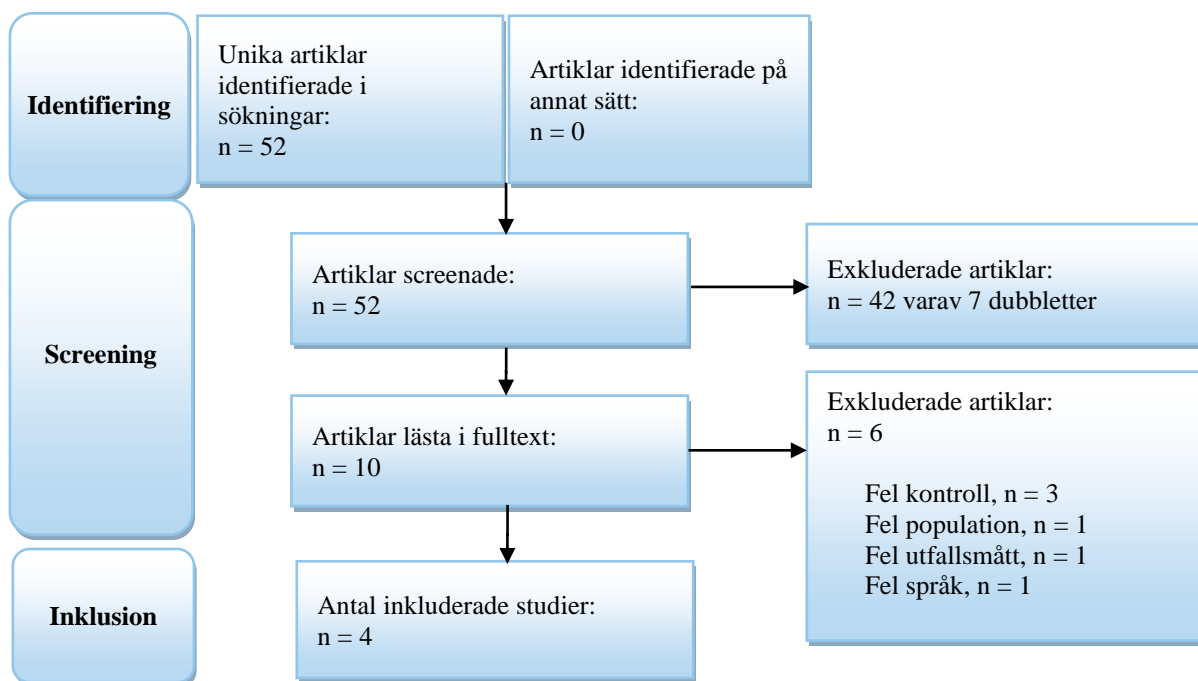 Identifiering
Unika artiklar
identifierade i
sökningar:
n = 52
Artiklar identifierade på
annat sätt:
n = 0
Screening
Artiklar screenade:
n = 52
Exkluderade artiklar:
n = 42 varav 7 dubbletter
Artiklar lästa i fulltext:
n = 10
Exkluderade artiklar:
n = 6
Fel kontroll, n = 3
Fel population, n = 1
Fel utfallsmått, n = 1
Fel språk, n = 1
Inklusion
Antal inkluderade studier:
n = 4